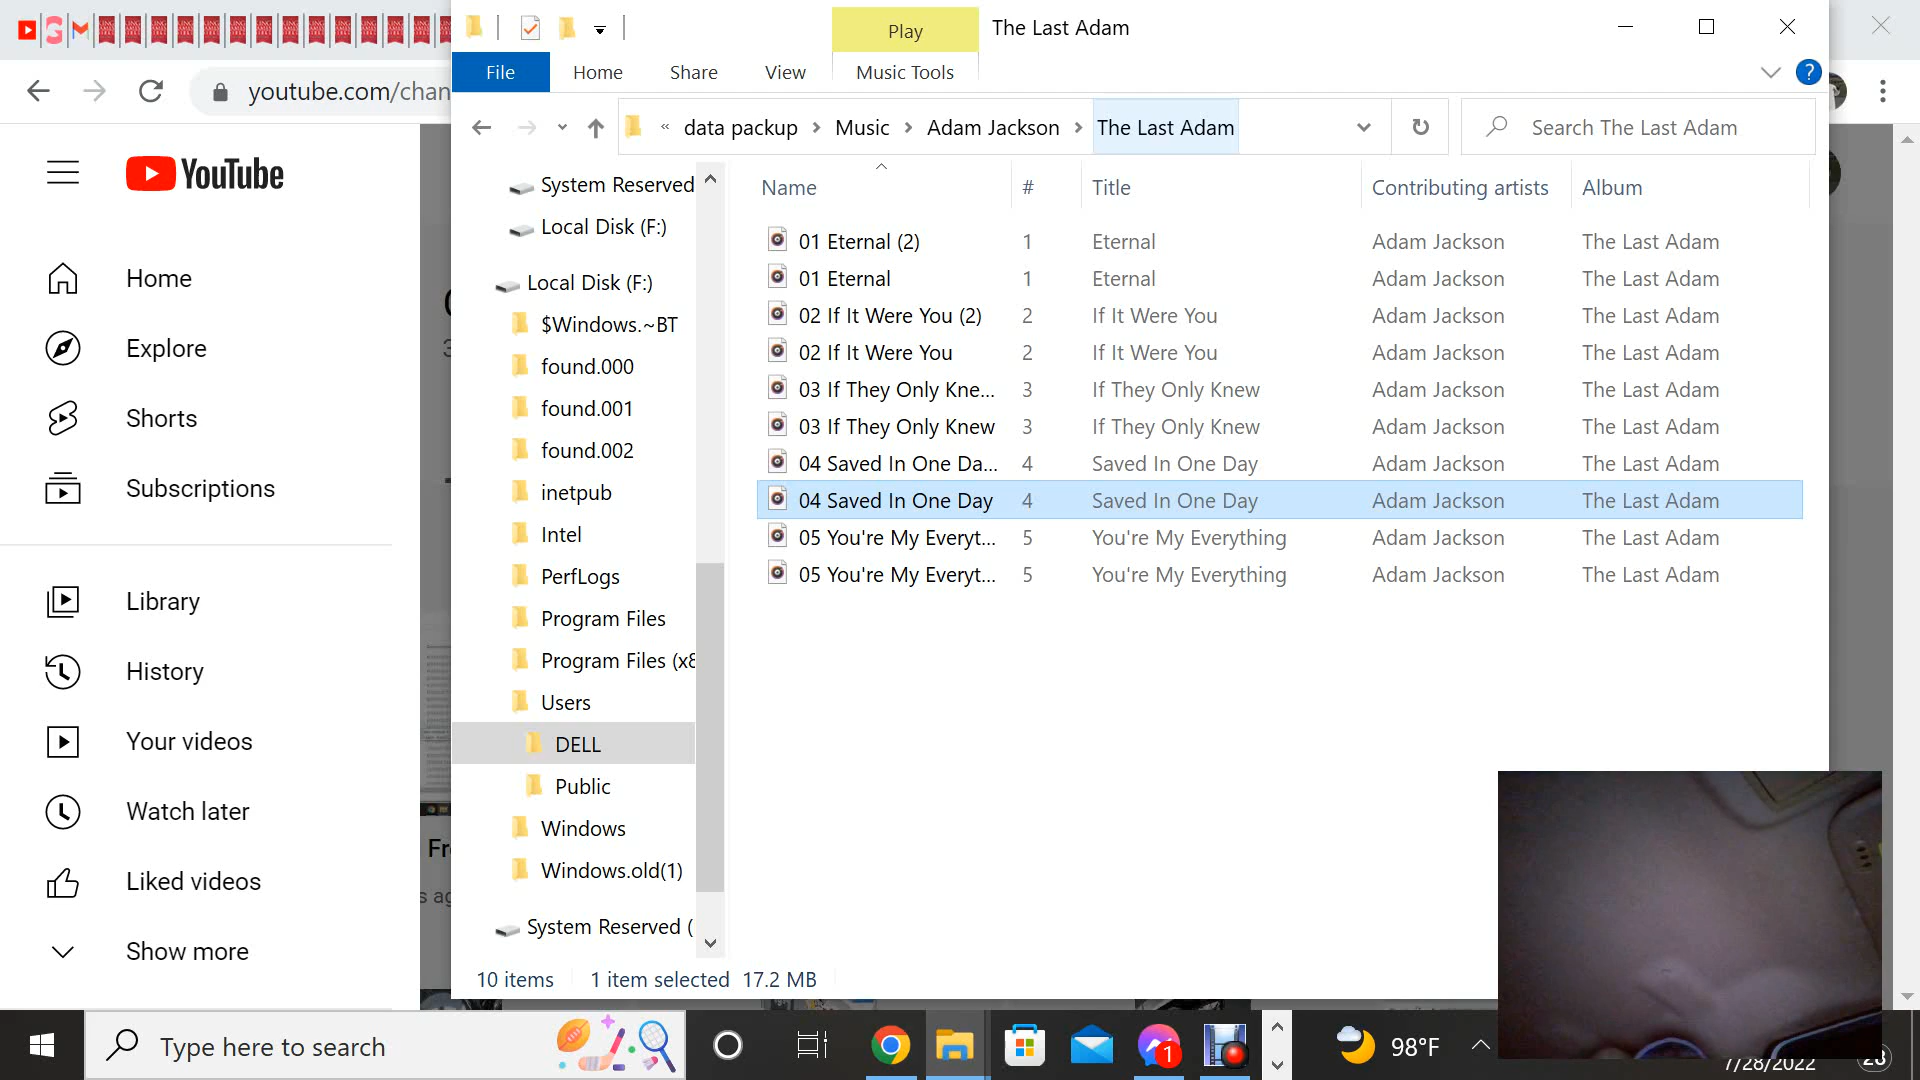 Play
The Last Adam
File
Home
Share
View
Music Tools
youtube.com/chan
« data packup > Music > Adam Jackson > The Last Adam
Search The Last Adam
YouTube
Home
Explore
Shorts
Subscriptions
Library
History
Your videos
Watch later
Liked videos
Show more
System Reserved
Local Disk (F:)
Local Disk (F:)
$Windows.~BT
found.000
found.001
found.002
inetpub
Intel
PerfLogs
Program Files
Program Files (x8
Users
DELL
Public
Windows
Windows.old(1)
System Reserved (
Name # Title Contributing artists Album
01 Eternal (2) 1 Eternal Adam Jackson The Last Adam
01 Eternal 1 Eternal Adam Jackson The Last Adam
02 If It Were You (2) 2 If It Were You Adam Jackson The Last Adam
02 If It Were You 2 If It Were You Adam Jackson The Last Adam
03 If They Only Kne... 3 If They Only Knew Adam Jackson The Last Adam
03 If They Only Knew 3 If They Only Knew Adam Jackson The Last Adam
04 Saved In One Da... 4 Saved In One Day Adam Jackson The Last Adam
04 Saved In One Day 4 Saved In One Day Adam Jackson The Last Adam
05 You're My Everyt... 5 You're My Everything Adam Jackson The Last Adam
05 You're My Everyt... 5 You're My Everything Adam Jackson The Last Adam
10 items 1 item selected 17.2 MB
Type here to search
1
98°F
7/28/2022